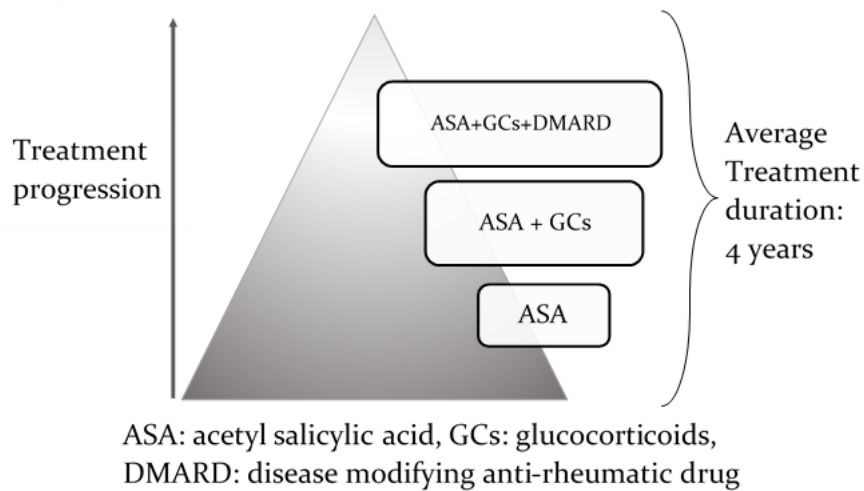 Treatment
progression
ASA+GCs+DMARD
ASA + GCs
ASA
Average
Treatment
duration:
4 years
ASA: acetyl salicylic acid, GCs: glucocorticoids,
DMARD: disease modifying anti-rheumatic drug